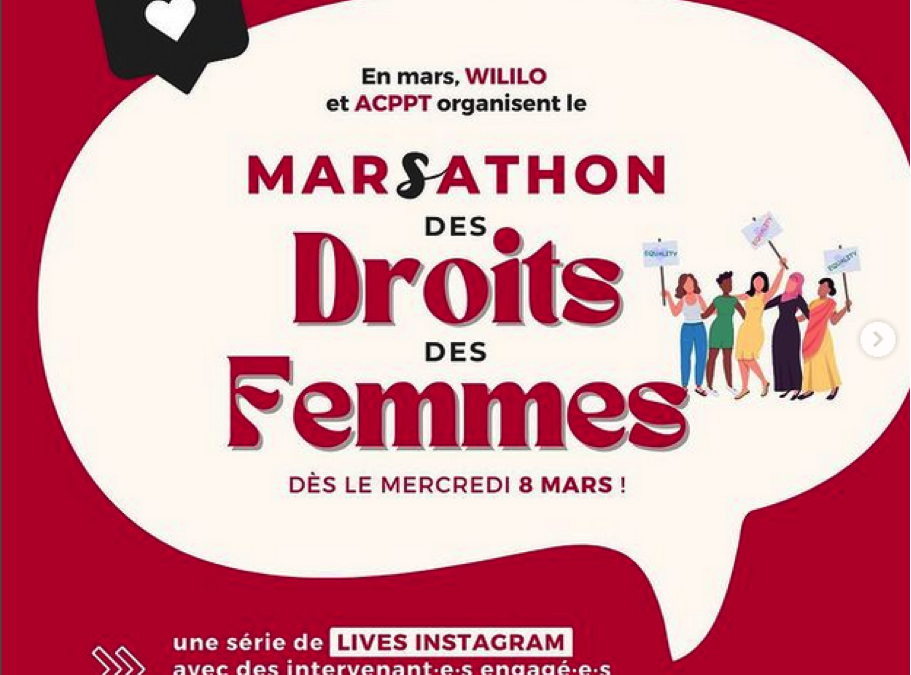 En mars, WILILO
et ACPPT organisent le
MARSATHON
DES
Droits
EQUALITY
EQUALITY
EQUALITY
DES
Femmes
DÈS LE MERCREDI 8 MARS !
une série de LIVES INSTAGRAM
avec des intervenant·e·s engagé·e·s